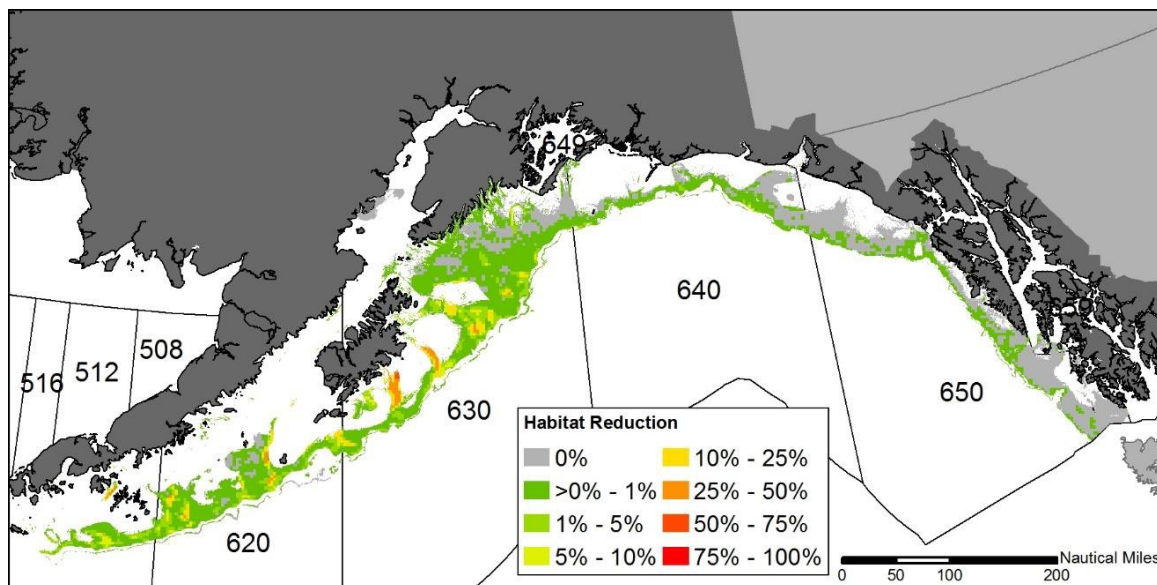 649
640
508
512
516
650
630
620
Habitat Reduction
0%
>0% - 1%
1% - 5%
5% - 10%
10% - 25%
25% - 50%
50% - 75%
75% - 100%
Nautical Miles
0 50 100 200